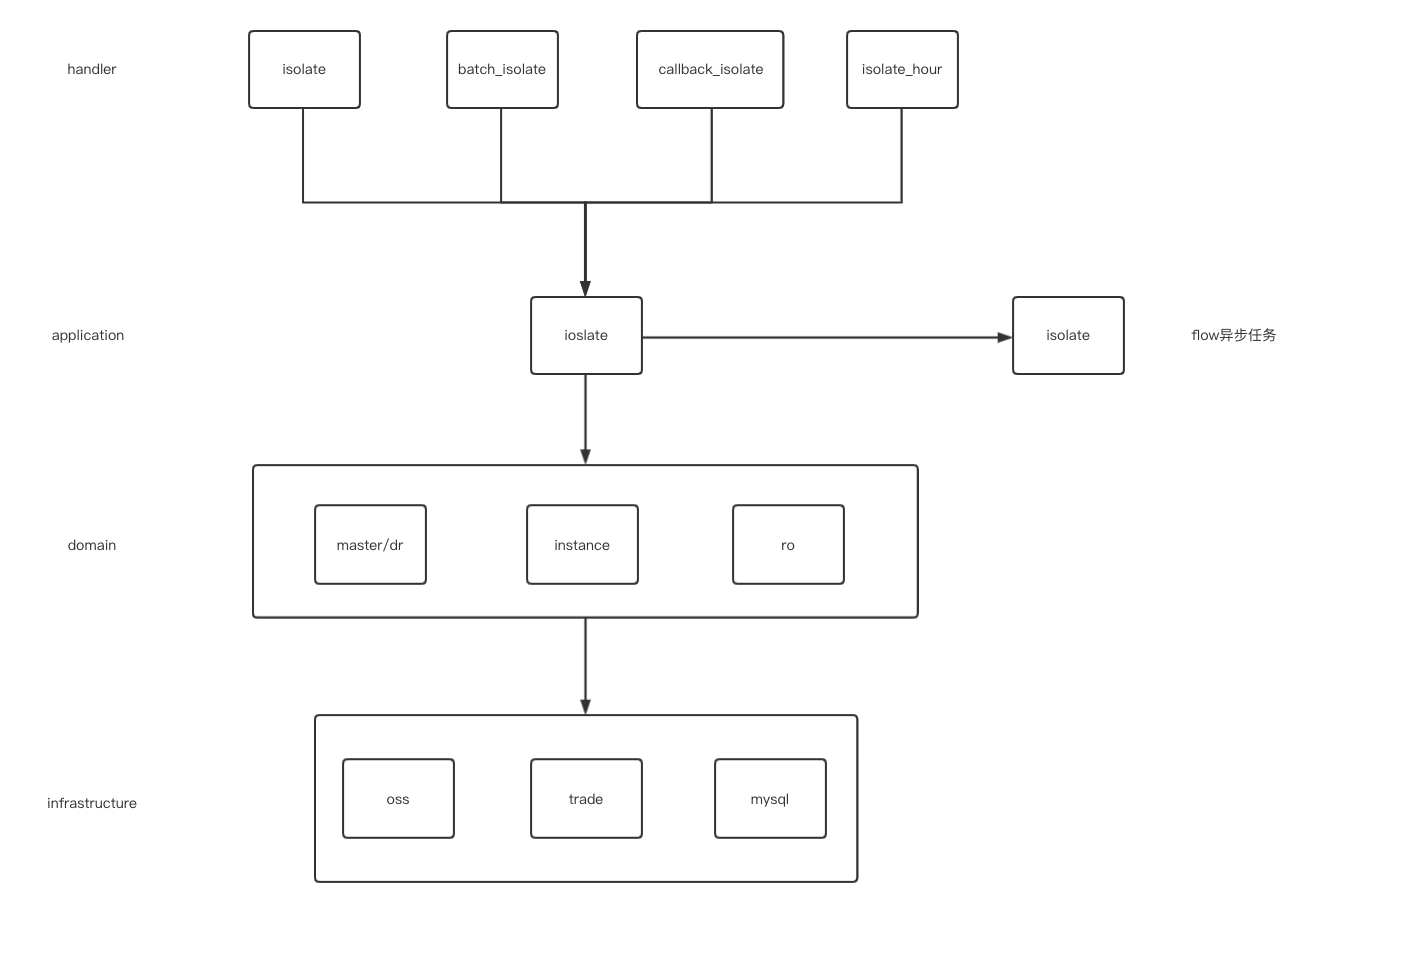 handler
isolate
batch_isolate
callback_isolate
isolate_hour
application
ioslate
isolate
flow异步任务
domain
master/dr
instance
ro
infrastructure
oss
trade
mysql